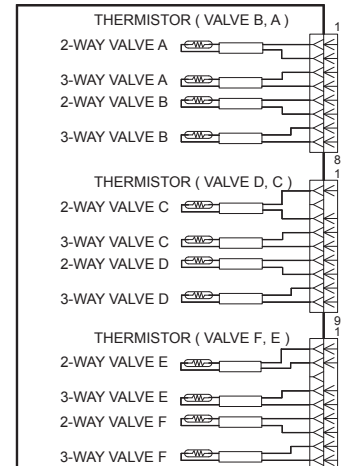 THERMISTOR ( VALVE B, A )
1
2-WAY VALVE A
3-WAY VALVE A
2-WAY VALVE B
3-WAY VALVE B
8
1
THERMISTOR ( VALVE D, C )
2-WAY VALVE C
3-WAY VALVE C
2-WAY VALVE D
3-WAY VALVE D
9
1
THERMISTOR ( VALVE F, E )
2-WAY VALVE E
3-WAY VALVE E
2-WAY VALVE F
3-WAY VALVE F